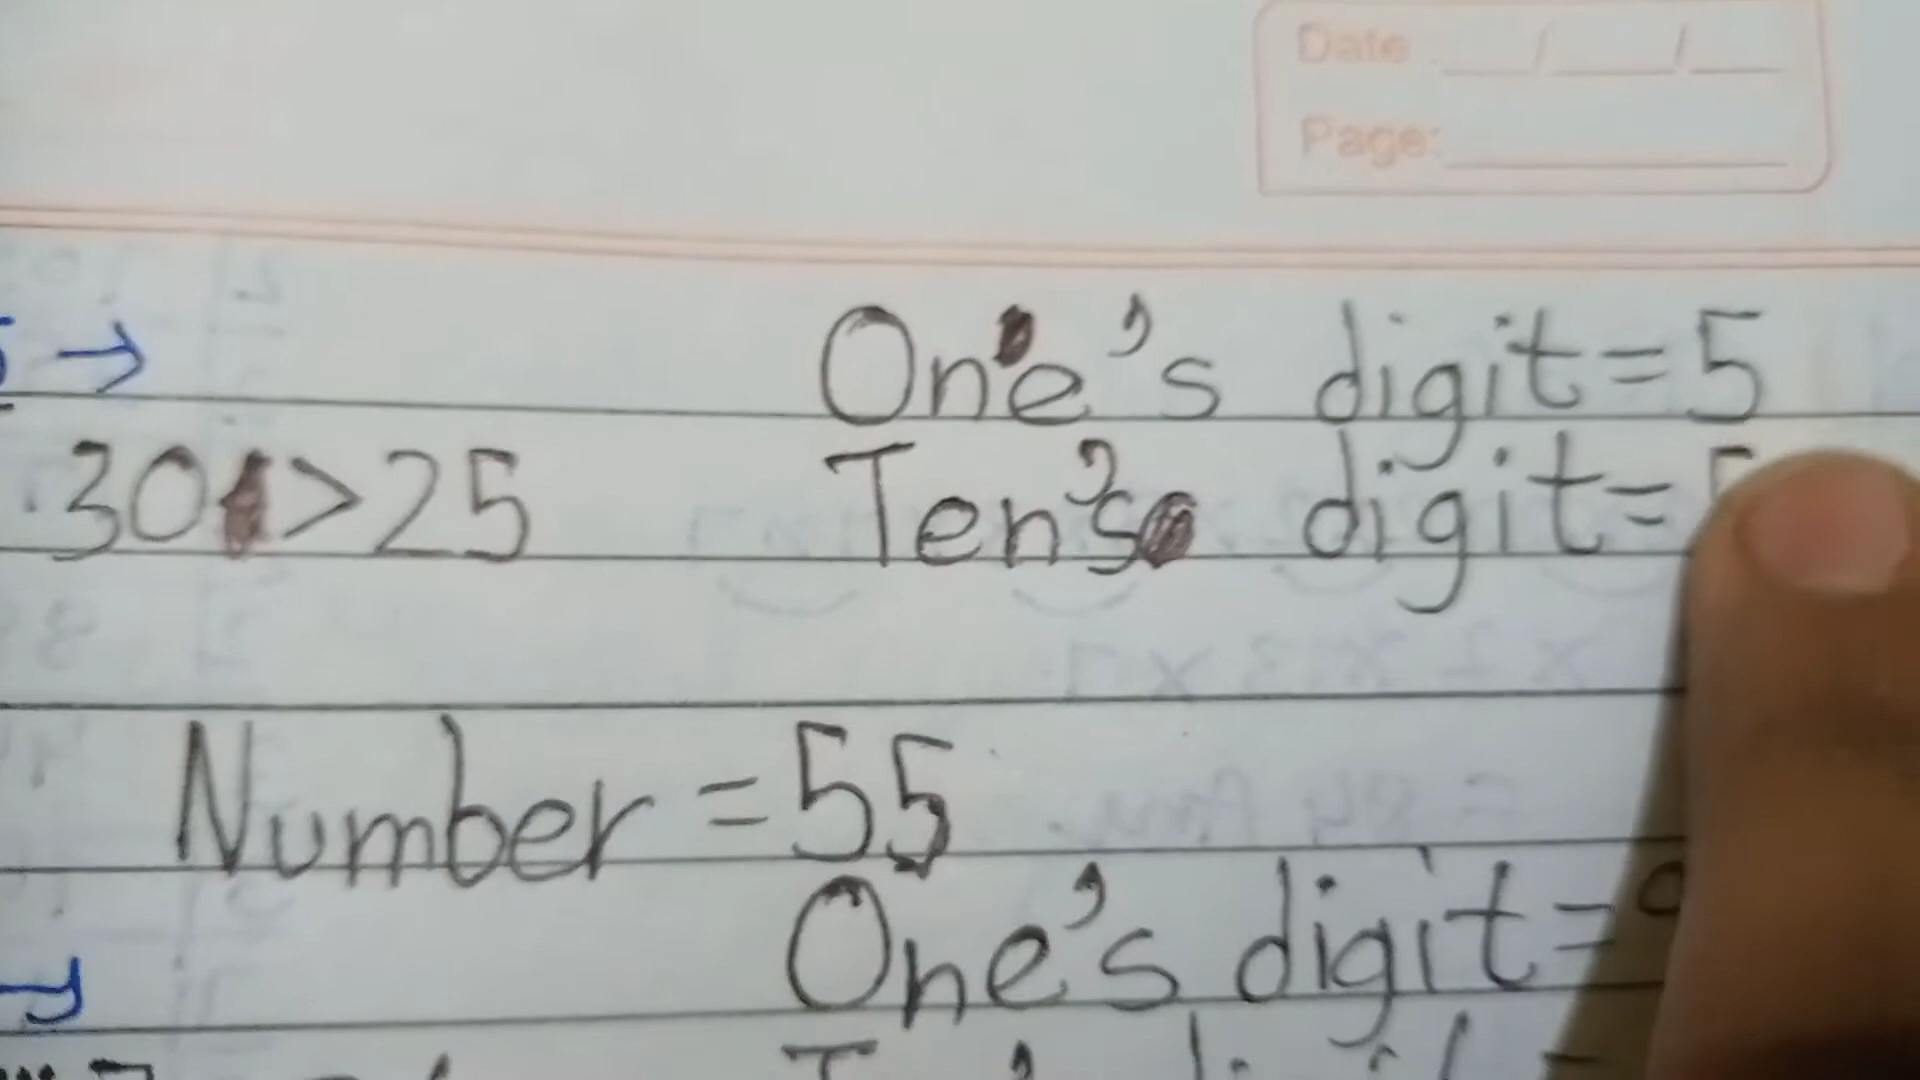 Date / /
Page:
→ One's digit=5
30>25 Ten's digit=
Number=55
One's digit=